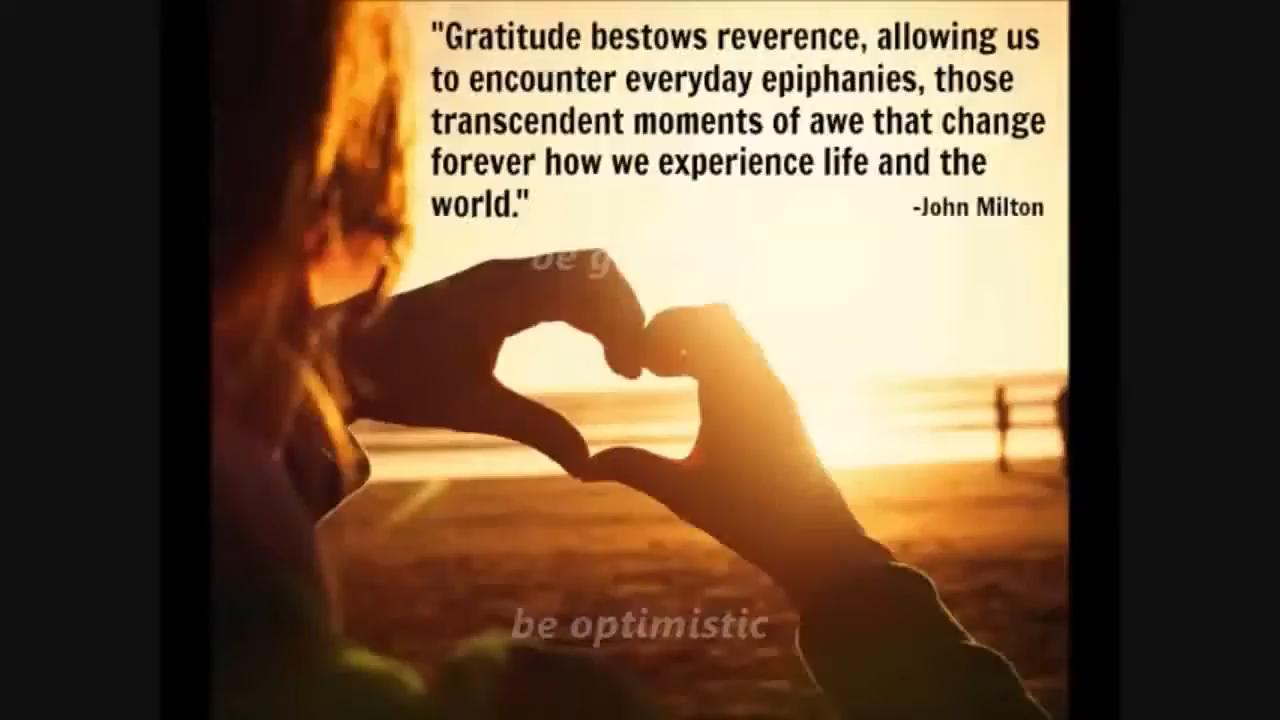 "Gratitude bestows reverence, allowing us
to encounter everyday epiphanies, those
transcendent moments of awe that change
forever how we experience life and the
world."
-John Milton
be
be optimistic